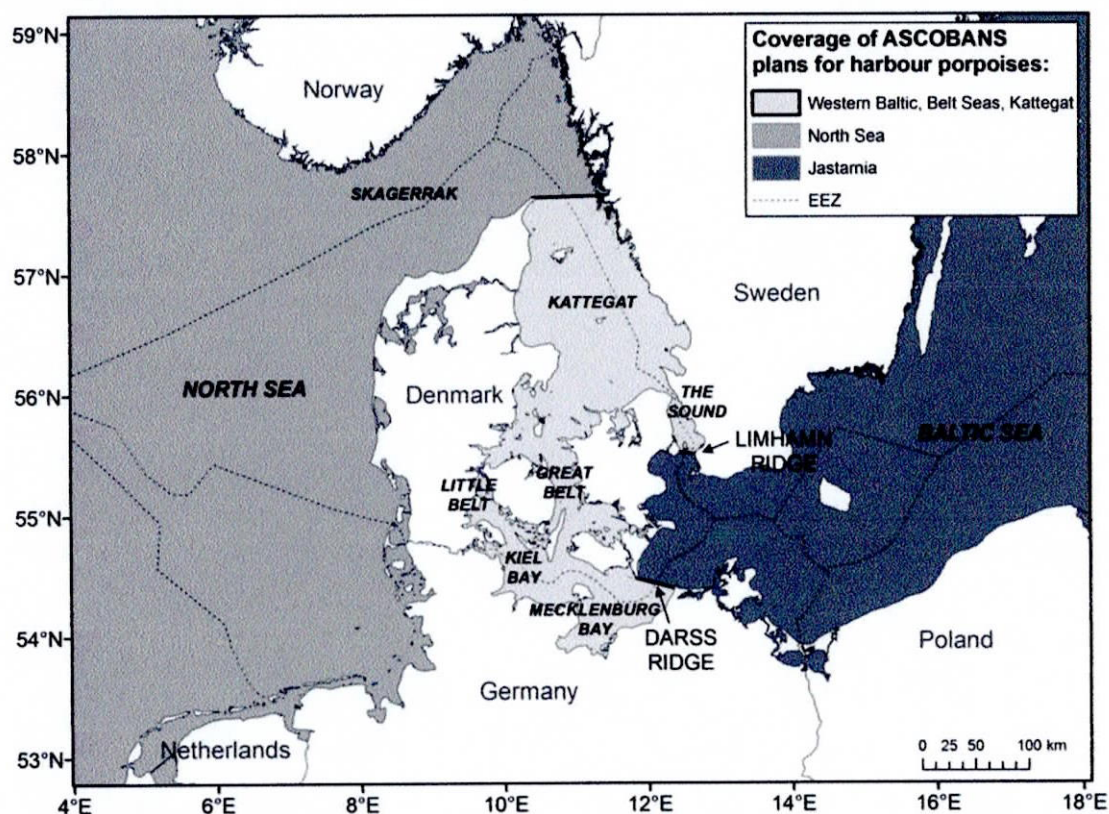 59°N
58°N
57°N
56°N
55°N
54°N
53°N
Coverage of ASCOBANS
plans for harbour porpoises:
Western Baltic, Belt Seas, Kattegat
North Sea
Jastarnia
EEZ
Norway
SKAGERRAK
KATTEGAT
Sweden
NORTH SEA
Denmark
THE
SOUND
BALTIC SEA
LIMHAMN
RIDGE
LITTLE
BELT
GREAT
BELT
KIEL
BAY
MECKLENBURG
BAY
DARSS
RIDGE
Poland
Germany
Netherlands
0 25 50 100 km
4°E 6°E 8°E 10°E 12°E 14°E 16°E 18°E